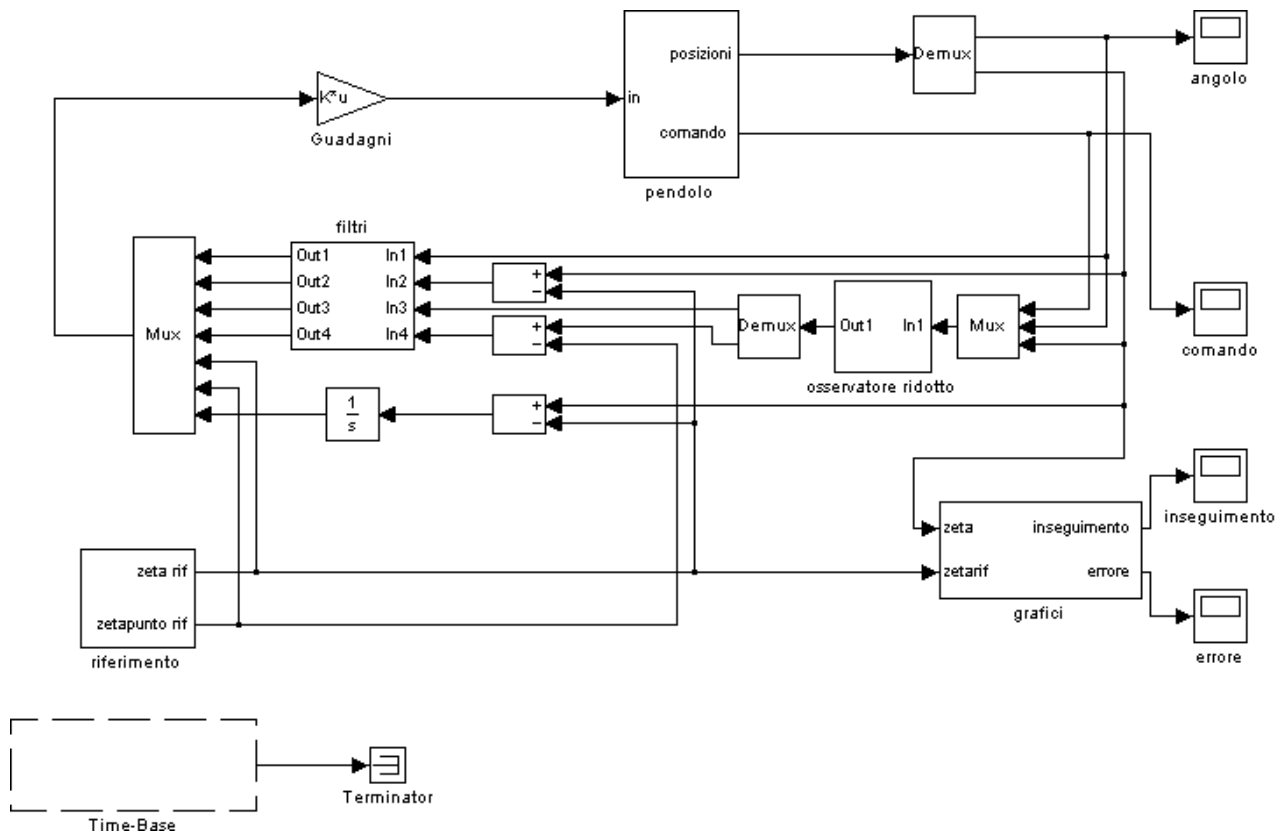 posizioni
Demux
angolo
K*u
in
Guadagni
comando
pendolo
filtri
Out1 In1
Out2 In2
Out3 In3
Out4 In4
Mux
+
−
+
−
Demux
Out1 In1
Mux
osservatore ridotto
comando
1
s
+
−
zeta inseguimento
zetarif errore
grafici
inseguimento
errore
zeta rif
zetapunto rif
riferimento
Terminator
Time-Base